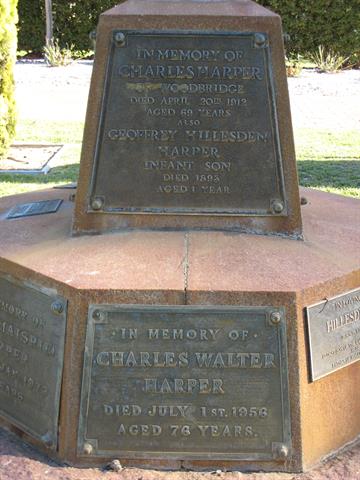 IN MEMORY OF
CHARLES HARPER
OF WOODBRIDGE
DIED APRIL 20TH 1912
AGED 69 YEARS
ALSO
GEOFFREY HILLESDEN
HARPER
INFANT SON
DIED 1893
AGED 1 YEAR
· IN MEMORY OF ·
CHARLES WALTER
HARPER
DIED JULY 1ST. 1956
AGED 76 YEARS.
HILLESDEN